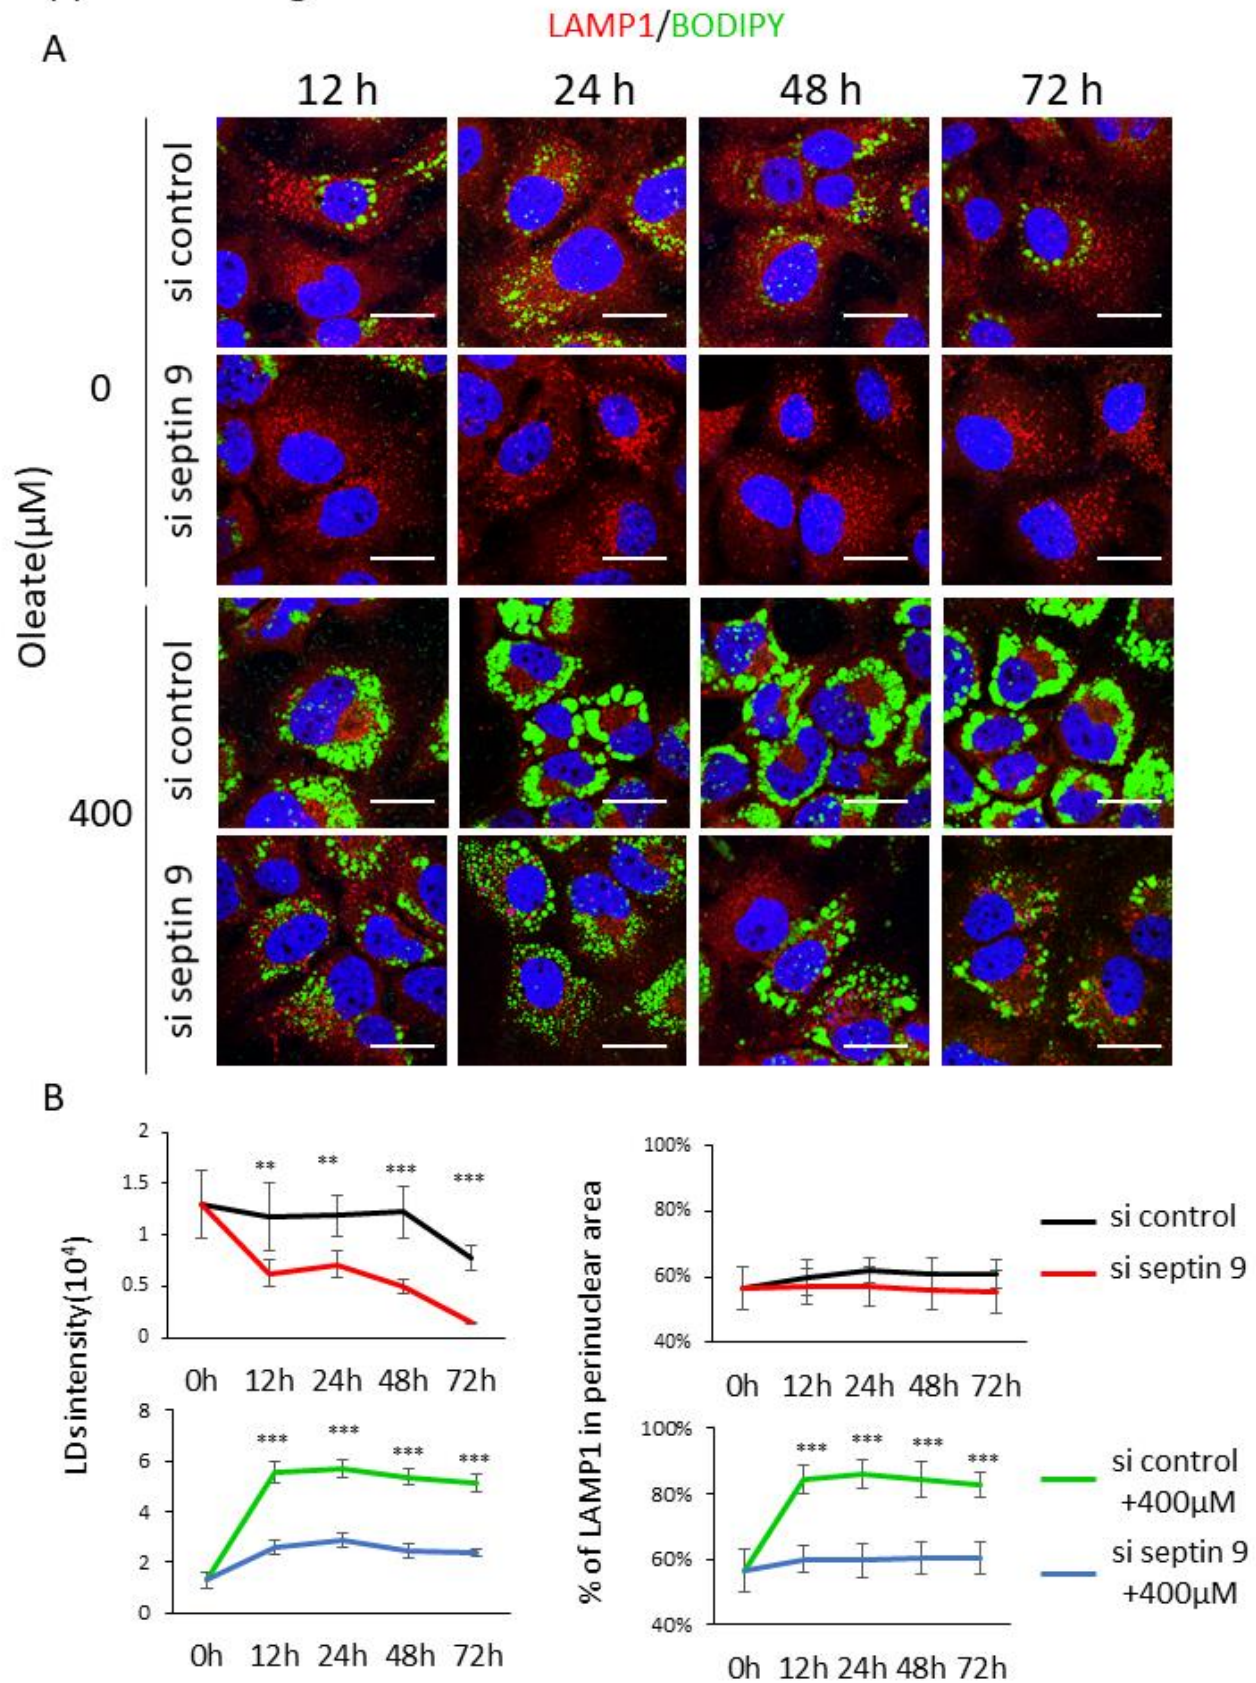 LAMP1/BODIPY
A
12 h 24 h 48 h 72 h
si control
si septin 9
0
Oleate(µM)
si control
400
si septin 9
B
LDs intensity(10⁴)
2
1.5
1
0.5
0
** ** *** ***
0h 12h 24h 48h 72h
8
6
4
2
0
*** *** *** ***
0h 12h 24h 48h 72h
% of LAMP1 in perinuclear area
100%
80%
60%
40%
0h 12h 24h 48h 72h
si control
si septin 9
100%
80%
60%
40%
*** *** *** ***
0h 12h 24h 48h 72h
si control
+400µM
si septin 9
+400µM